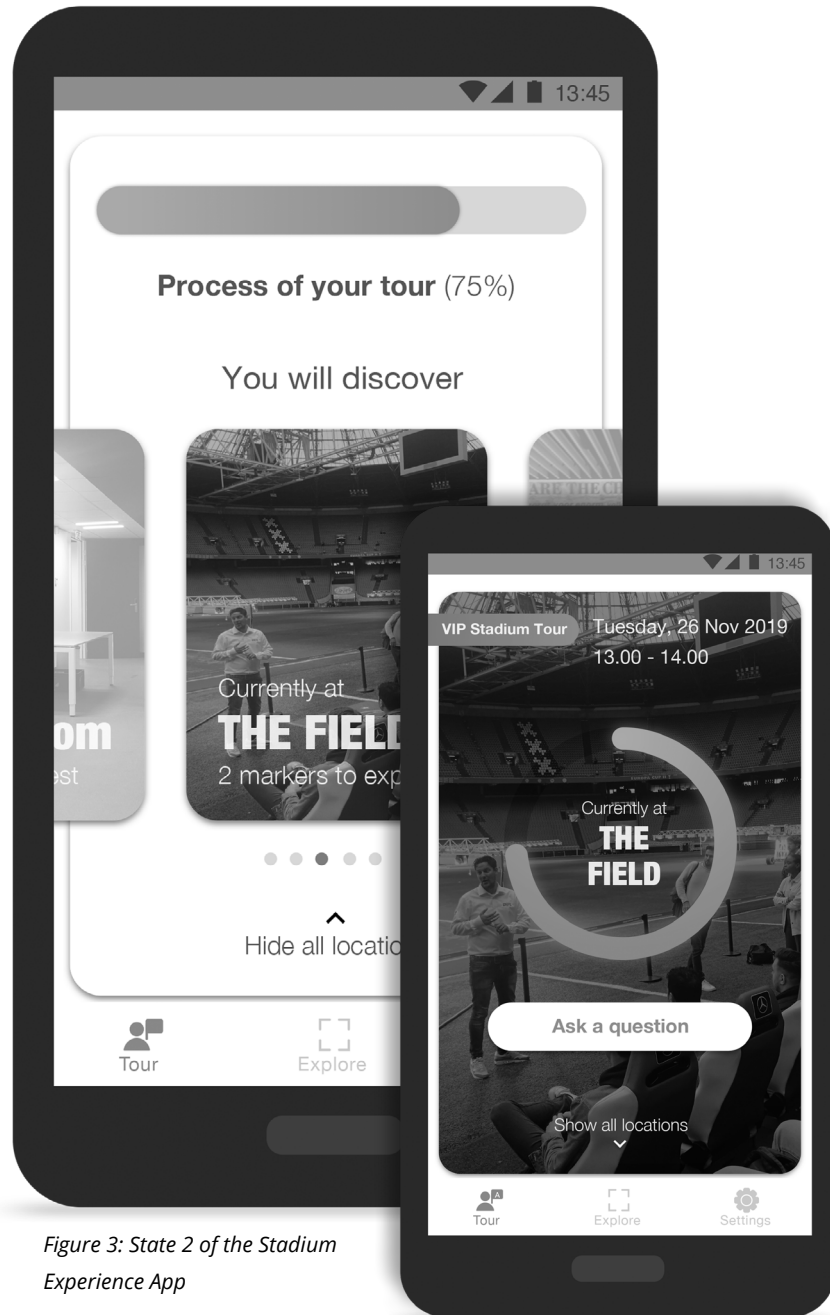 13:45
Process of your tour (75%)
You will discover
ARE THE
om
est
Currently at
THE FIELD
2 markers to exp
Hide all locatio
Tour
Explore
13:45
VIP Stadium Tour
Tuesday, 26 Nov 2019
13.00 - 14.00
Currently at
THE
FIELD
Ask a question
Show all locations
A
Tour
Explore
Settings
Figure 3: State 2 of the Stadium
Experience App